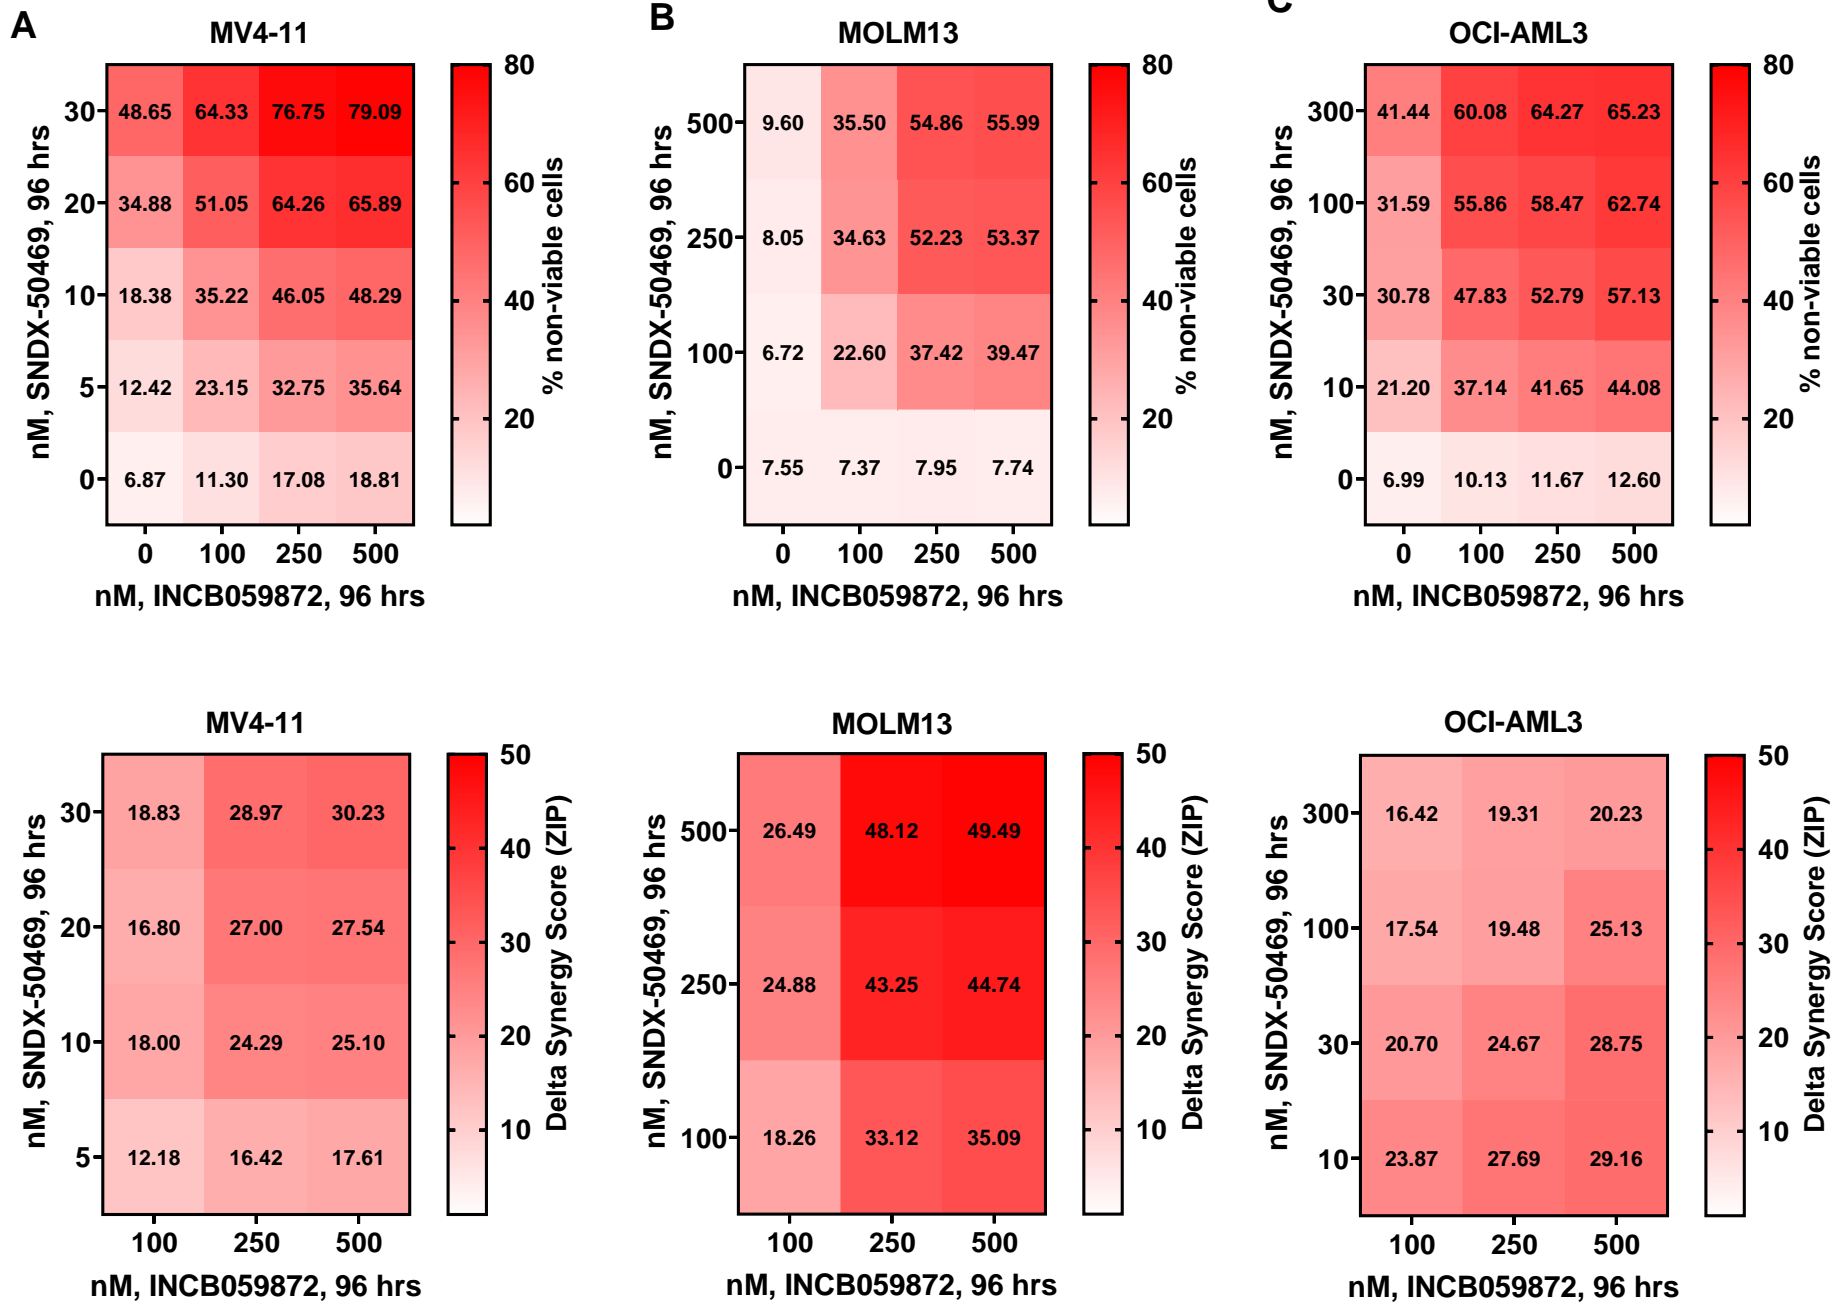 A
MV4-11
nM, SNDX-50469, 96 hrs
30 48.65 64.33 76.75 79.09
20 34.88 51.05 64.26 65.89
10 18.38 35.22 46.05 48.29
5 12.42 23.15 32.75 35.64
0 6.87 11.30 17.08 18.81
0 100 250 500
nM, INCB059872, 96 hrs
80
60
40
20
% non-viable cells
B
MOLM13
nM, SNDX-50469, 96 hrs
500 9.60 35.50 54.86 55.99
250 8.05 34.63 52.23 53.37
100 6.72 22.60 37.42 39.47
0 7.55 7.37 7.95 7.74
0 100 250 500
nM, INCB059872, 96 hrs
80
60
40
20
% non-viable cells
C
OCI-AML3
nM, SNDX-50469, 96 hrs
300 41.44 60.08 64.27 65.23
100 31.59 55.86 58.47 62.74
30 30.78 47.83 52.79 57.13
10 21.20 37.14 41.65 44.08
0 6.99 10.13 11.67 12.60
0 100 250 500
nM, INCB059872, 96 hrs
80
60
40
20
% non-viable cells
MV4-11
nM, SNDX-50469, 96 hrs
30 18.83 28.97 30.23
20 16.80 27.00 27.54
10 18.00 24.29 25.10
5 12.18 16.42 17.61
100 250 500
nM, INCB059872, 96 hrs
50
40
30
20
10
Delta Synergy Score (ZIP)
MOLM13
nM, SNDX-50469, 96 hrs
500 26.49 48.12 49.49
250 24.88 43.25 44.74
100 18.26 33.12 35.09
100 250 500
nM, INCB059872, 96 hrs
50
40
30
20
10
Delta Synergy Score (ZIP)
OCI-AML3
nM, SNDX-50469, 96 hrs
300 16.42 19.31 20.23
100 17.54 19.48 25.13
30 20.70 24.67 28.75
10 23.87 27.69 29.16
100 250 500
nM, INCB059872, 96 hrs
50
40
30
20
10
Delta Synergy Score (ZIP)